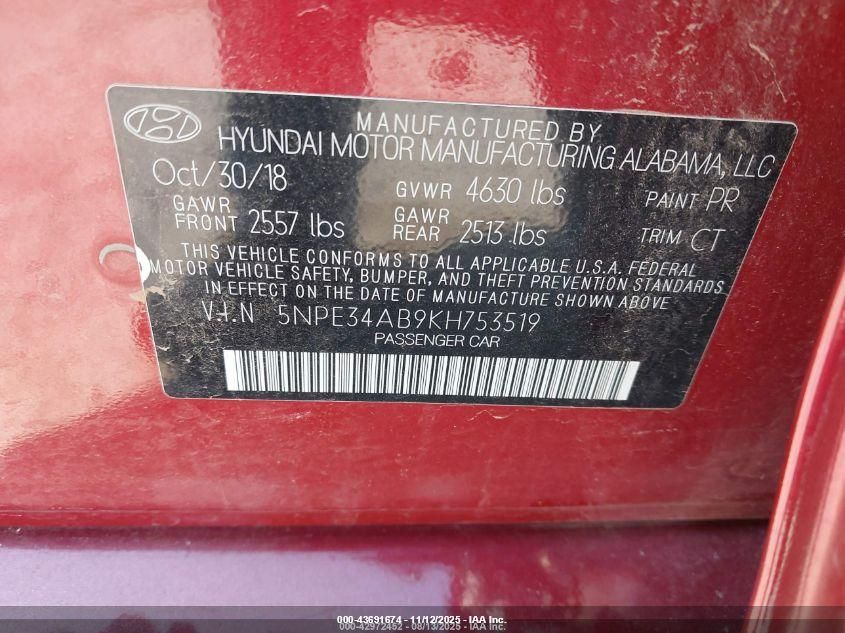 MANUFACTURED BY
HYUNDAI MOTOR MANUFACTURING ALABAMA, LLC
Oct/30/18 GVWR 4630 lbs PAINT PR
GAWR FRONT 2557 lbs GAWR REAR 2513 lbs TRIM CT
THIS VEHICLE CONFORMS TO ALL APPLICABLE U.S.A. FEDERAL
MOTOR VEHICLE SAFETY, BUMPER, AND THEFT PREVENTION STANDARDS
IN EFFECT ON THE DATE OF MANUFACTURE SHOWN ABOVE.
V.I.N 5NPE34AB9KH753519
PASSENGER CAR
000-43691674 - 11/12/2025 - IAA Inc.
000-42972452 - 08/13/2025 - IAA Inc.